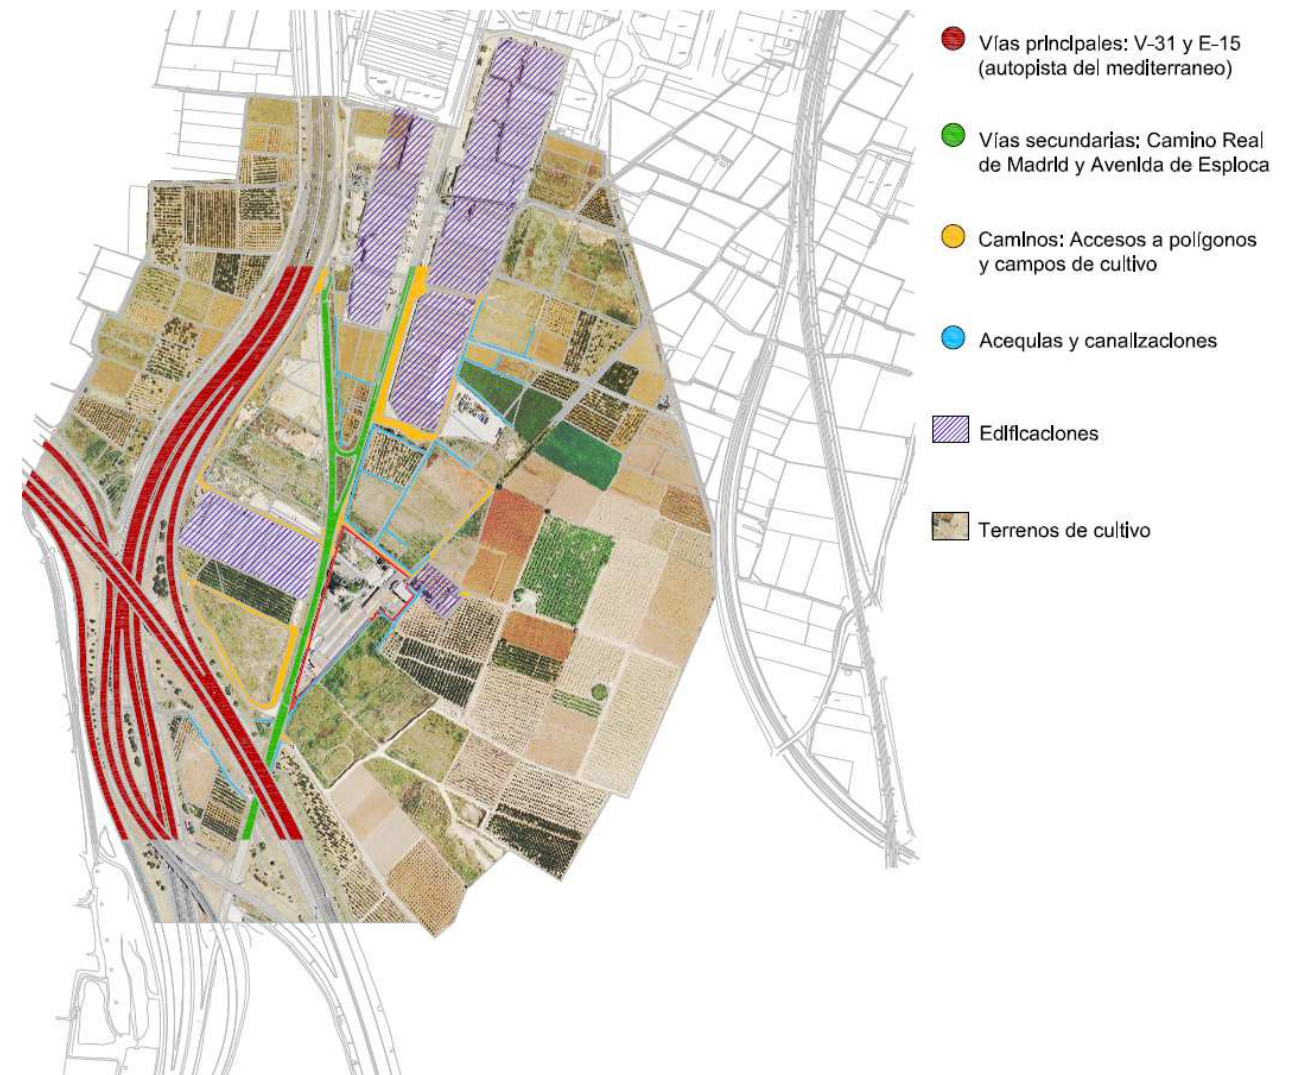 Vías principales: V-31 y E-15
(autopista del mediterraneo)
Vías secundarias: Camino Real
de Madrid y Avenida de Esploca
Caminos: Accesos a polígonos
y campos de cultivo
Acequias y canalizaciones
Edificaciones
Terrenos de cultivo